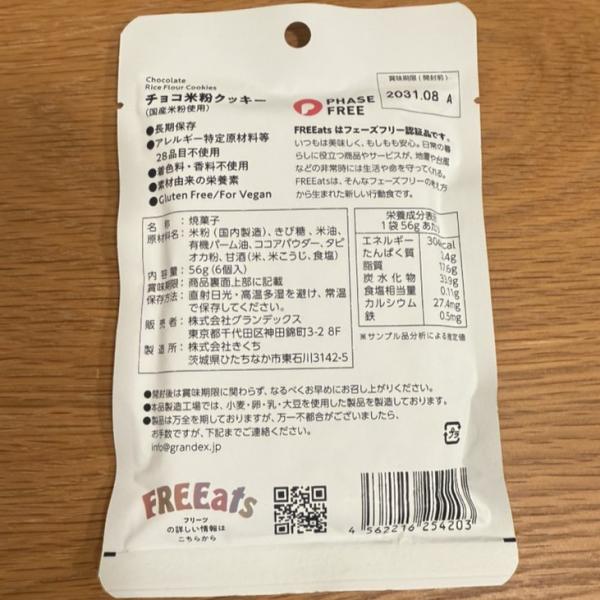 Chocolate
Rice Flour Cookies
チョコ米粉クッキー
(国産米粉使用)
PHASE
FREE
賞味期限(開封前)
2031.08 A
●長期保存
●アレルギー特定原材料等
28品目不使用
●着色料・香料不使用
●素材由来の栄養素
●Gluten Free/For Vegan
FREEatsはフェーズフリー認証品です。
いつもは美味しく、もしもも安心。日常の暮
らしに役立つ商品やサービスが、地震や台風
などの非常時には生活や命を守ってくれる。
FREEatsは、そんなフェーズフリーの考え方
から生まれた新しい行動食です。
名称:焼菓子
原材料名:米粉(国内製造)、きび糖、米油、
有機パーム油、ココアパウダー、タピ
オカ粉、甘酒(米、米こうじ、食塩)
内容量:56g(6個入)
賞味期限:商品裏面上部に記載
保存方法:直射日光・高温多湿を避け、常温
で保存してください。
販売者:株式会社グランデックス
東京都千代田区神田錦町3-2 8F
製造所:株式会社きくち
茨城県ひたちなか市東石川3142-5
栄養成分表示
1袋56gあたり
エネルギー 304kcal
たんぱく質 2.4g
脂質 17.6g
炭水化物 33.9g
食塩相当量 0.11g
カルシウム 27.4mg
鉄 0.5mg
※サンプル品分析による推定値
●開封後は賞味期限に関わらず、なるべくお早めにお召し上がりください。
●本品製造工場では、小麦・卵・乳・大豆を使用した製品を製造しております。
●製品は万全を期しておりますが、万一不都合がございましたら、
お手数ですが、下記までご連絡ください。
info@grandex.jp
プラ
FREEats
フリーツ
の詳しい情報は
こちらから
4 562216 254203